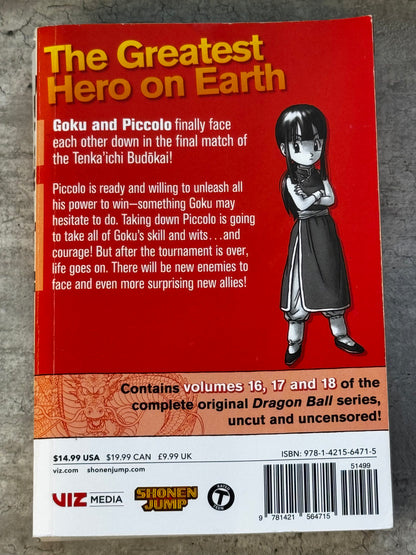 The Greatest
Hero on Earth
Goku and Piccolo finally face
each other down in the final match of
the Tenka'ichi Budōkai!
Piccolo is ready and willing to unleash all
his power to win—something Goku may
hesitate to do. Taking down Piccolo is going
to take all of Goku's skill and wits...and
courage! But after the tournament is over,
life goes on. There will be new enemies to
face and even more surprising new allies!
Contains volumes 16, 17 and 18 of the
complete original Dragon Ball series,
uncut and uncensored!
$14.99 USA $19.99 CAN £9.99 UK
viz.com shonenjump.com
ISBN: 978-1-4215-6471-5
51499
9 781421 564715
VIZ MEDIA
SHONEN
JUMP
RATED
T
TEEN